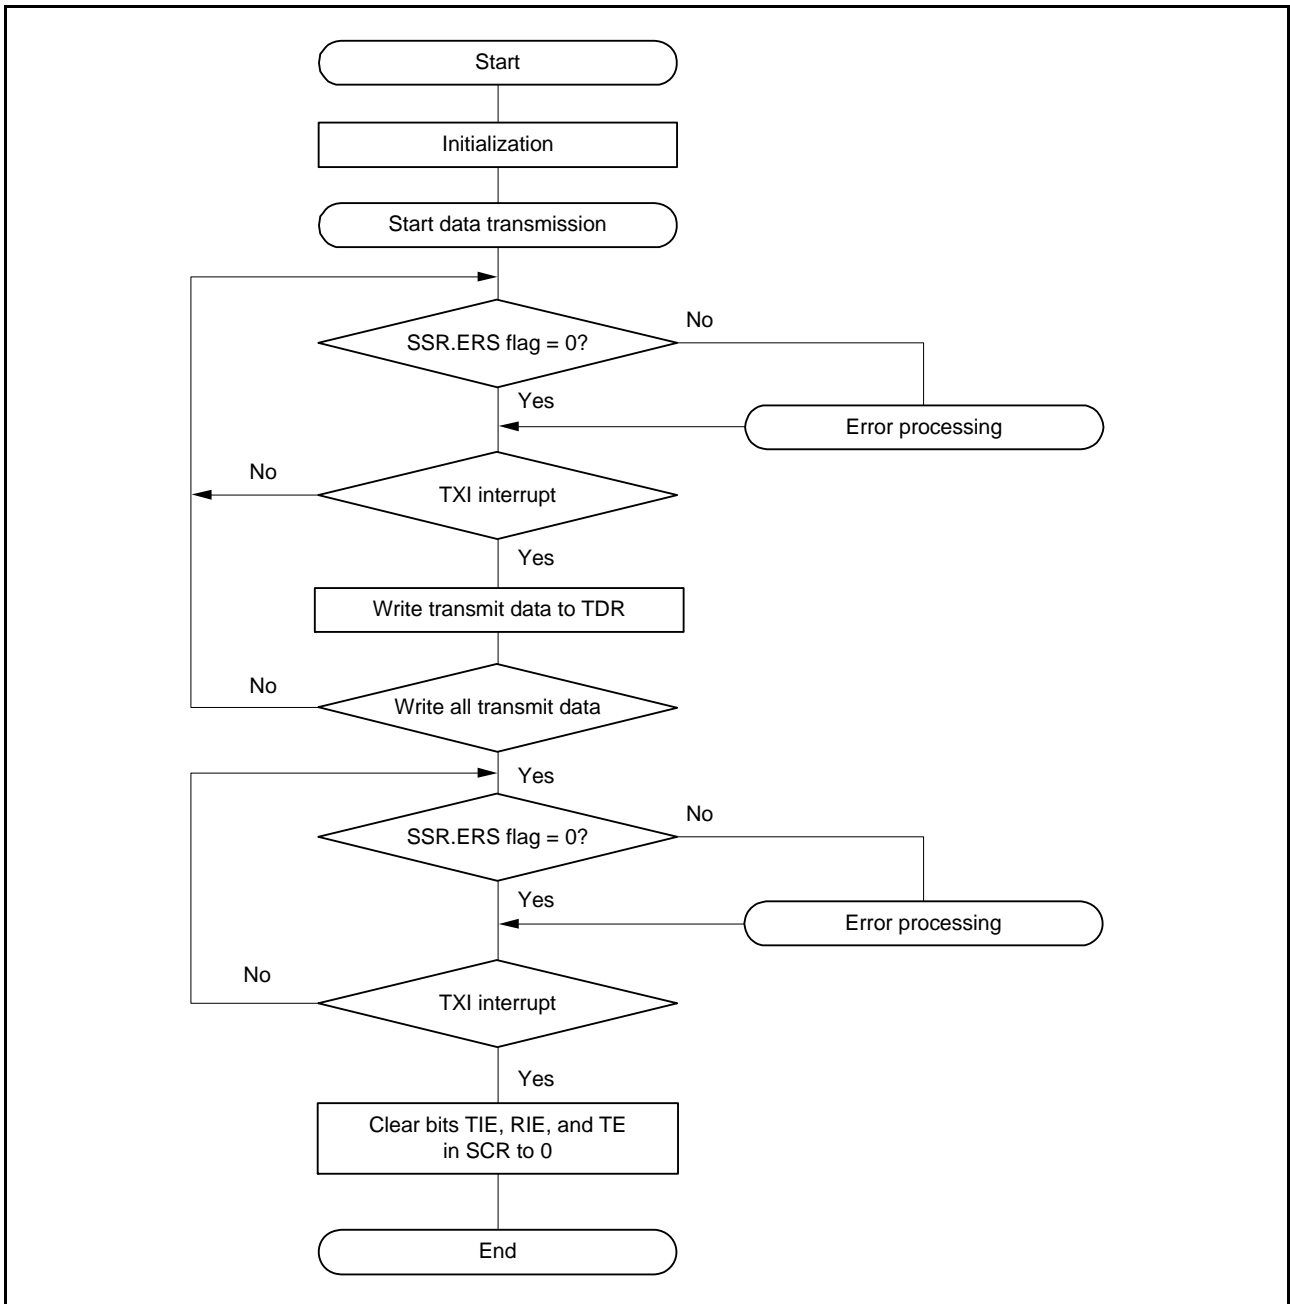 Start
Initialization
Start data transmission
SSR.ERS flag = 0?
No
Yes
Error processing
No
TXI interrupt
Yes
Write transmit data to TDR
No
Write all transmit data
Yes
SSR.ERS flag = 0?
No
Yes
Error processing
No
TXI interrupt
Yes
Clear bits TIE, RIE, and TE
in SCR to 0
End